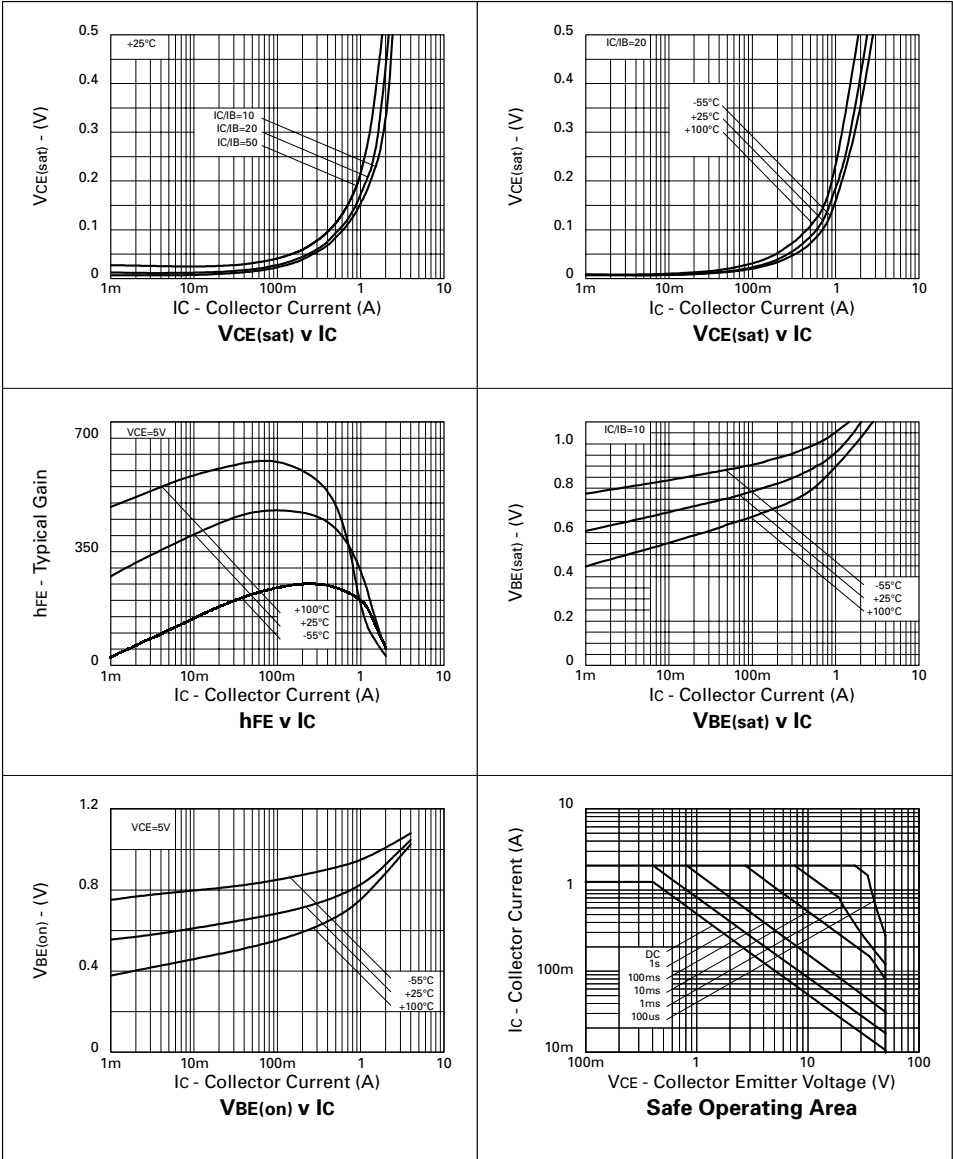 0.5
+25°C
0.4
0.3
IC/IB=10
IC/IB=20
IC/IB=50
0.2
0.1
0
VCE(sat) - (V)
1m 10m 100m 1 10
IC - Collector Current (A)
VCE(sat) v IC
0.5
IC/IB=20
0.4
-55°C
+25°C
+100°C
0.3
0.2
0.1
0
VCE(sat) - (V)
1m 10m 100m 1 10
IC - Collector Current (A)
VCE(sat) v IC
700
VCE=5V
350
+100°C
+25°C
-55°C
0
hFE - Typical Gain
1m 10m 100m 1 10
IC - Collector Current (A)
hFE v IC
IC/IB=10
1.0
0.8
0.6
0.4
-55°C
+25°C
+100°C
0.2
0
VBE(sat) - (V)
1m 10m 100m 1 10
IC - Collector Current (A)
VBE(sat) v IC
1.2
VCE=5V
0.8
0.4
-55°C
+25°C
+100°C
0
VBE(on) - (V)
1m 10m 100m 1 10
IC - Collector Current (A)
VBE(on) v IC
10
1
DC
1s
100ms
10ms
1ms
100us
100m
10m
IC - Collector Current (A)
100m 1 10 100
VCE - Collector Emitter Voltage (V)
Safe Operating Area